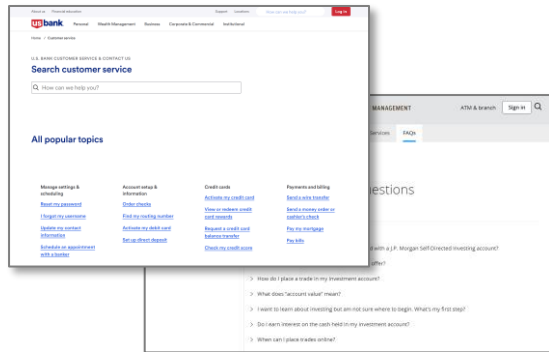 About us Financial education Support Locations How can we help you? Log in
usbank. Personal Wealth Management Business Corporate & Commercial Institutional
Home / Customer service
U.S. BANK CUSTOMER SERVICE & CONTACT US
Search customer service
How can we help you?
All popular topics
Manage settings & scheduling
Reset my password
I forgot my username
Update my contact information
Schedule an appointment with a banker
Account setup & information
Order checks
Find my routing number
Activate my debit card
Set up direct deposit
Credit cards
Activate my credit card
View or redeem credit card rewards
Request a credit card balance transfer
Check my credit score
Payments and billing
Send a wire transfer
Send a money order or cashier's check
Pay my mortgage
Pay bills
MANAGEMENT ATM & branch Sign in
Services FAQs
estions
d with a J.P. Morgan Self-Directed Investing account?
offer?
How do I place a trade in my investment account?
What does "account value" mean?
I want to learn about investing but am not sure where to begin. What's my first step?
Do I earn interest on the cash held in my investment account?
When can I place trades online?